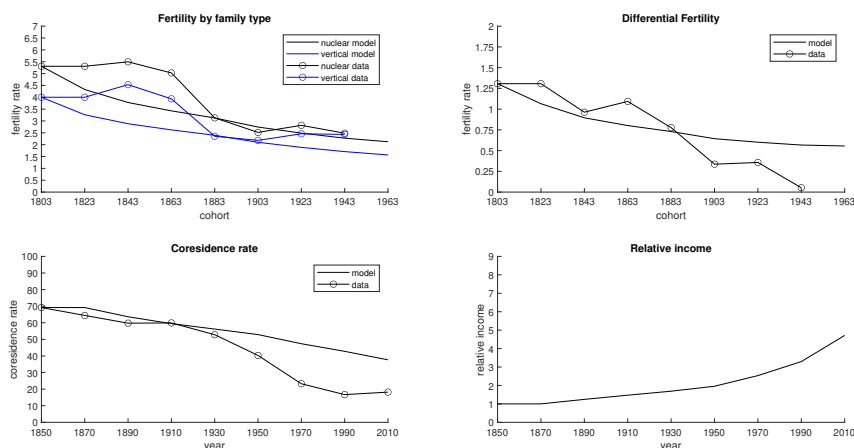 Fertility by family type
7
6.5
6
5.5
5
4.5
4
3.5
3
2.5
2
1.5
1
0.5
0
fertility rate
nuclear model
vertical model
nuclear data
vertical data
1803 1823 1843 1863 1883 1903 1923 1943 1963
cohort
Differential Fertility
2
1.75
1.5
1.25
1
0.75
0.5
0.25
0
fertility rate
model
data
1803 1823 1843 1863 1883 1903 1923 1943 1963
cohort
Coresidence rate
100
90
80
70
60
50
40
30
20
10
0
coresidence rate
model
data
1850 1870 1890 1910 1930 1950 1970 1990 2010
year
Relative income
9
8
7
6
5
4
3
2
1
0
relative income
1850 1870 1890 1910 1930 1950 1970 1990 2010
year